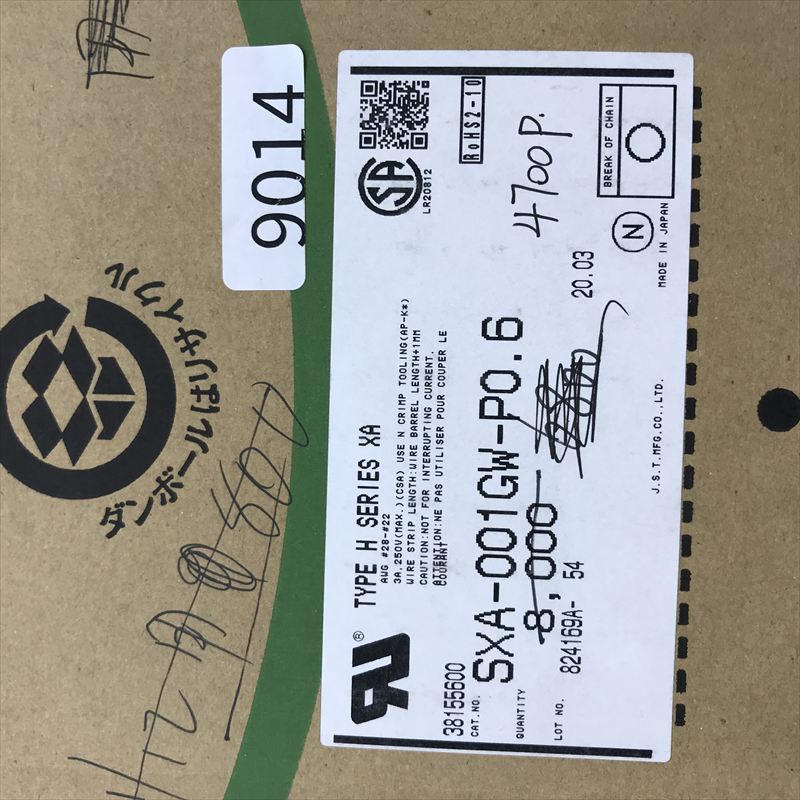 9014
ダンボールはリサイクル
TYPE H SERIES XA
AWG #28-#22
3A,250V(MAX.)(CSA) USE N CRIMP TOOLING(AP-K*)
WIRE STRIP LENGTH:WIRE BARREL LENGTH+1MM
CAUTION:NOT FOR INTERRUPTING CURRENT.
ATTENTION:NE PAS UTILISER POUR COUPER LE
COURANT
LR20812
RoHS2-10
38155600
CAT.NO. SXA-001GW-P0.6
4700P.
QUANTITY 8,000
LOT NO. 824169A- 54
20.03
N
BREAK OF CHAIN
MADE IN JAPAN
J.S.T.MFG.CO.,LTD.